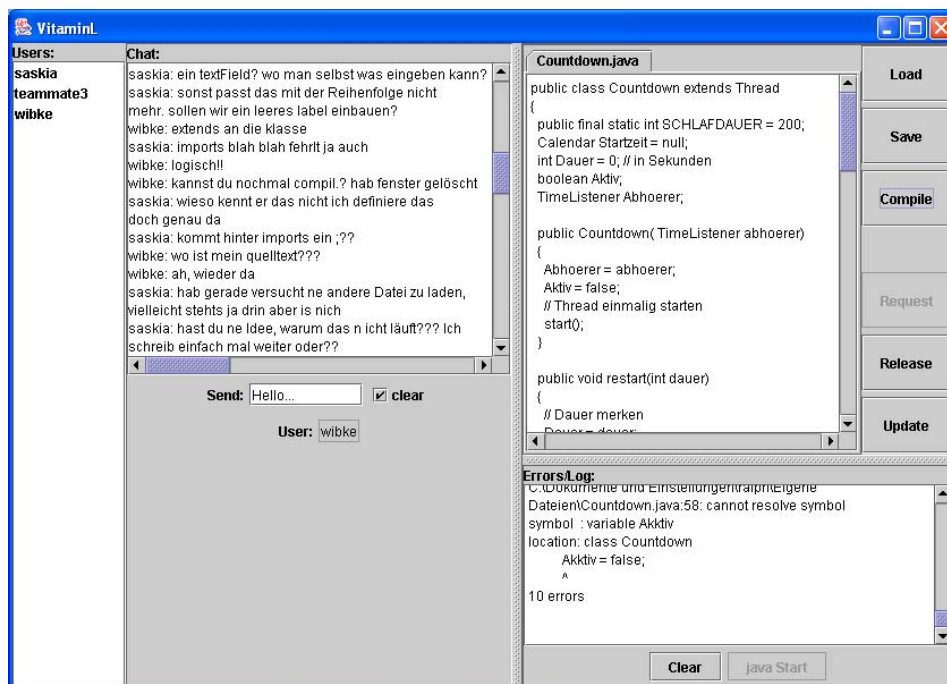 VitaminL
Users:
saskia
teammate3
wibke
Chat:
saskia: ein textField? wo man selbst was eingeben kann?
saskia: sonst passt das mit der Reihenfolge nicht
mehr. sollen wir ein leeres label einbauen?
wibke: extends an die klasse
saskia: imports blah blah fehrlt ja auch
wibke: logisch!!
wibke: kannst du nochmal compil.? hab fenster gelöscht
saskia: wieso kennt er das nicht ich definiere das
doch genau da
saskia: kommt hinter imports ein ;??
wibke: wo ist mein quelltext???
wibke: ah, wieder da
saskia: hab gerade versucht ne andere Datei zu laden,
vielleicht stehts ja drin aber is nich
saskia: hast du ne Idee, warum das n icht läuft??? Ich
schreib einfach mal weiter oder??
Send: Hello... clear
User: wibke
Countdown.java
public class Countdown extends Thread
{
public final static int SCHLAFDAUER = 200;
Calendar Startzeit = null;
int Dauer = 0; // in Sekunden
boolean Aktiv;
TimeListener Abhoerer;
public Countdown( TimeListener abhoerer)
{
Abhoerer = abhoerer;
Aktiv = false;
// Thread einmalig starten
start();
}
public void restart(int dauer)
{
// Dauer merken
Dauer = dauer;
Load
Save
Compile
Request
Release
Update
Errors/Log:
C:\Dokumente und Einstellungen\ralph\Eigene
Dateien\Countdown.java:58: cannot resolve symbol
symbol : variable Akktiv
location: class Countdown
Akktiv = false;
^
10 errors
Clear
java Start